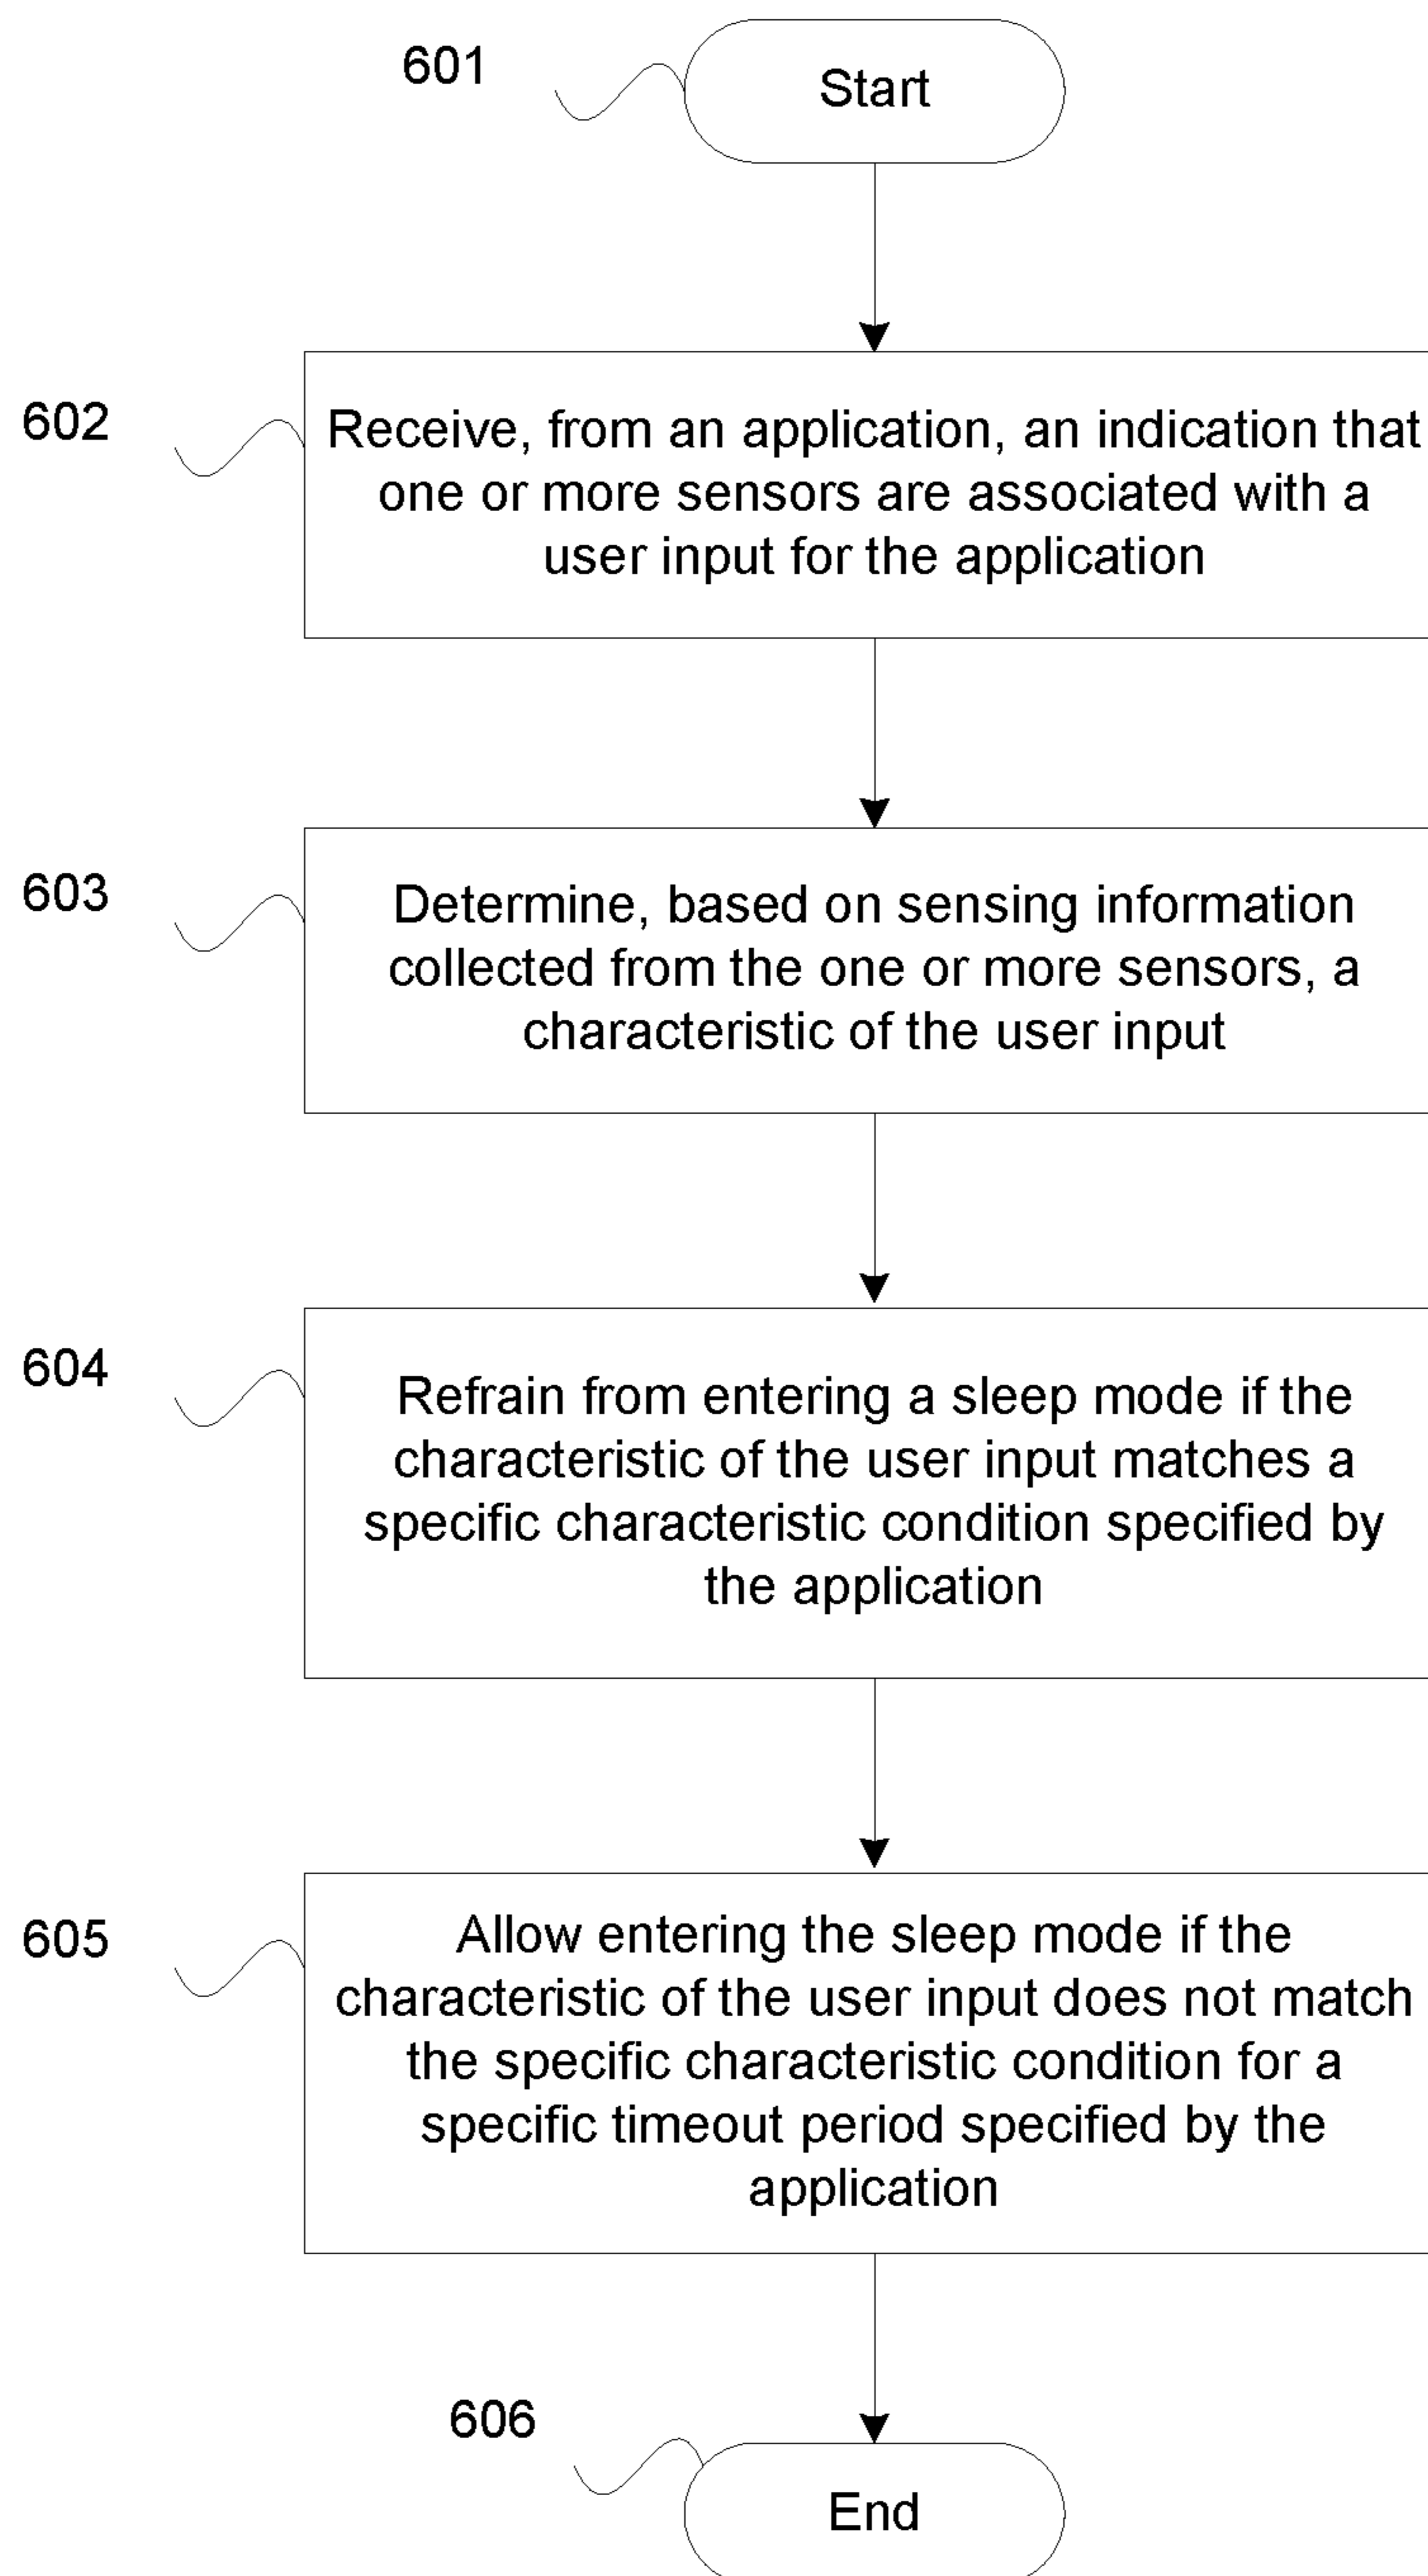 601
Start
602
Receive, from an application, an indication that
one or more sensors are associated with a
user input for the application
603
Determine, based on sensing information
collected from the one or more sensors, a
characteristic of the user input
604
Refrain from entering a sleep mode if the
characteristic of the user input matches a
specific characteristic condition specified by
the application
605
Allow entering the sleep mode if the
characteristic of the user input does not match
the specific characteristic condition for a
specific timeout period specified by the
application
606
End